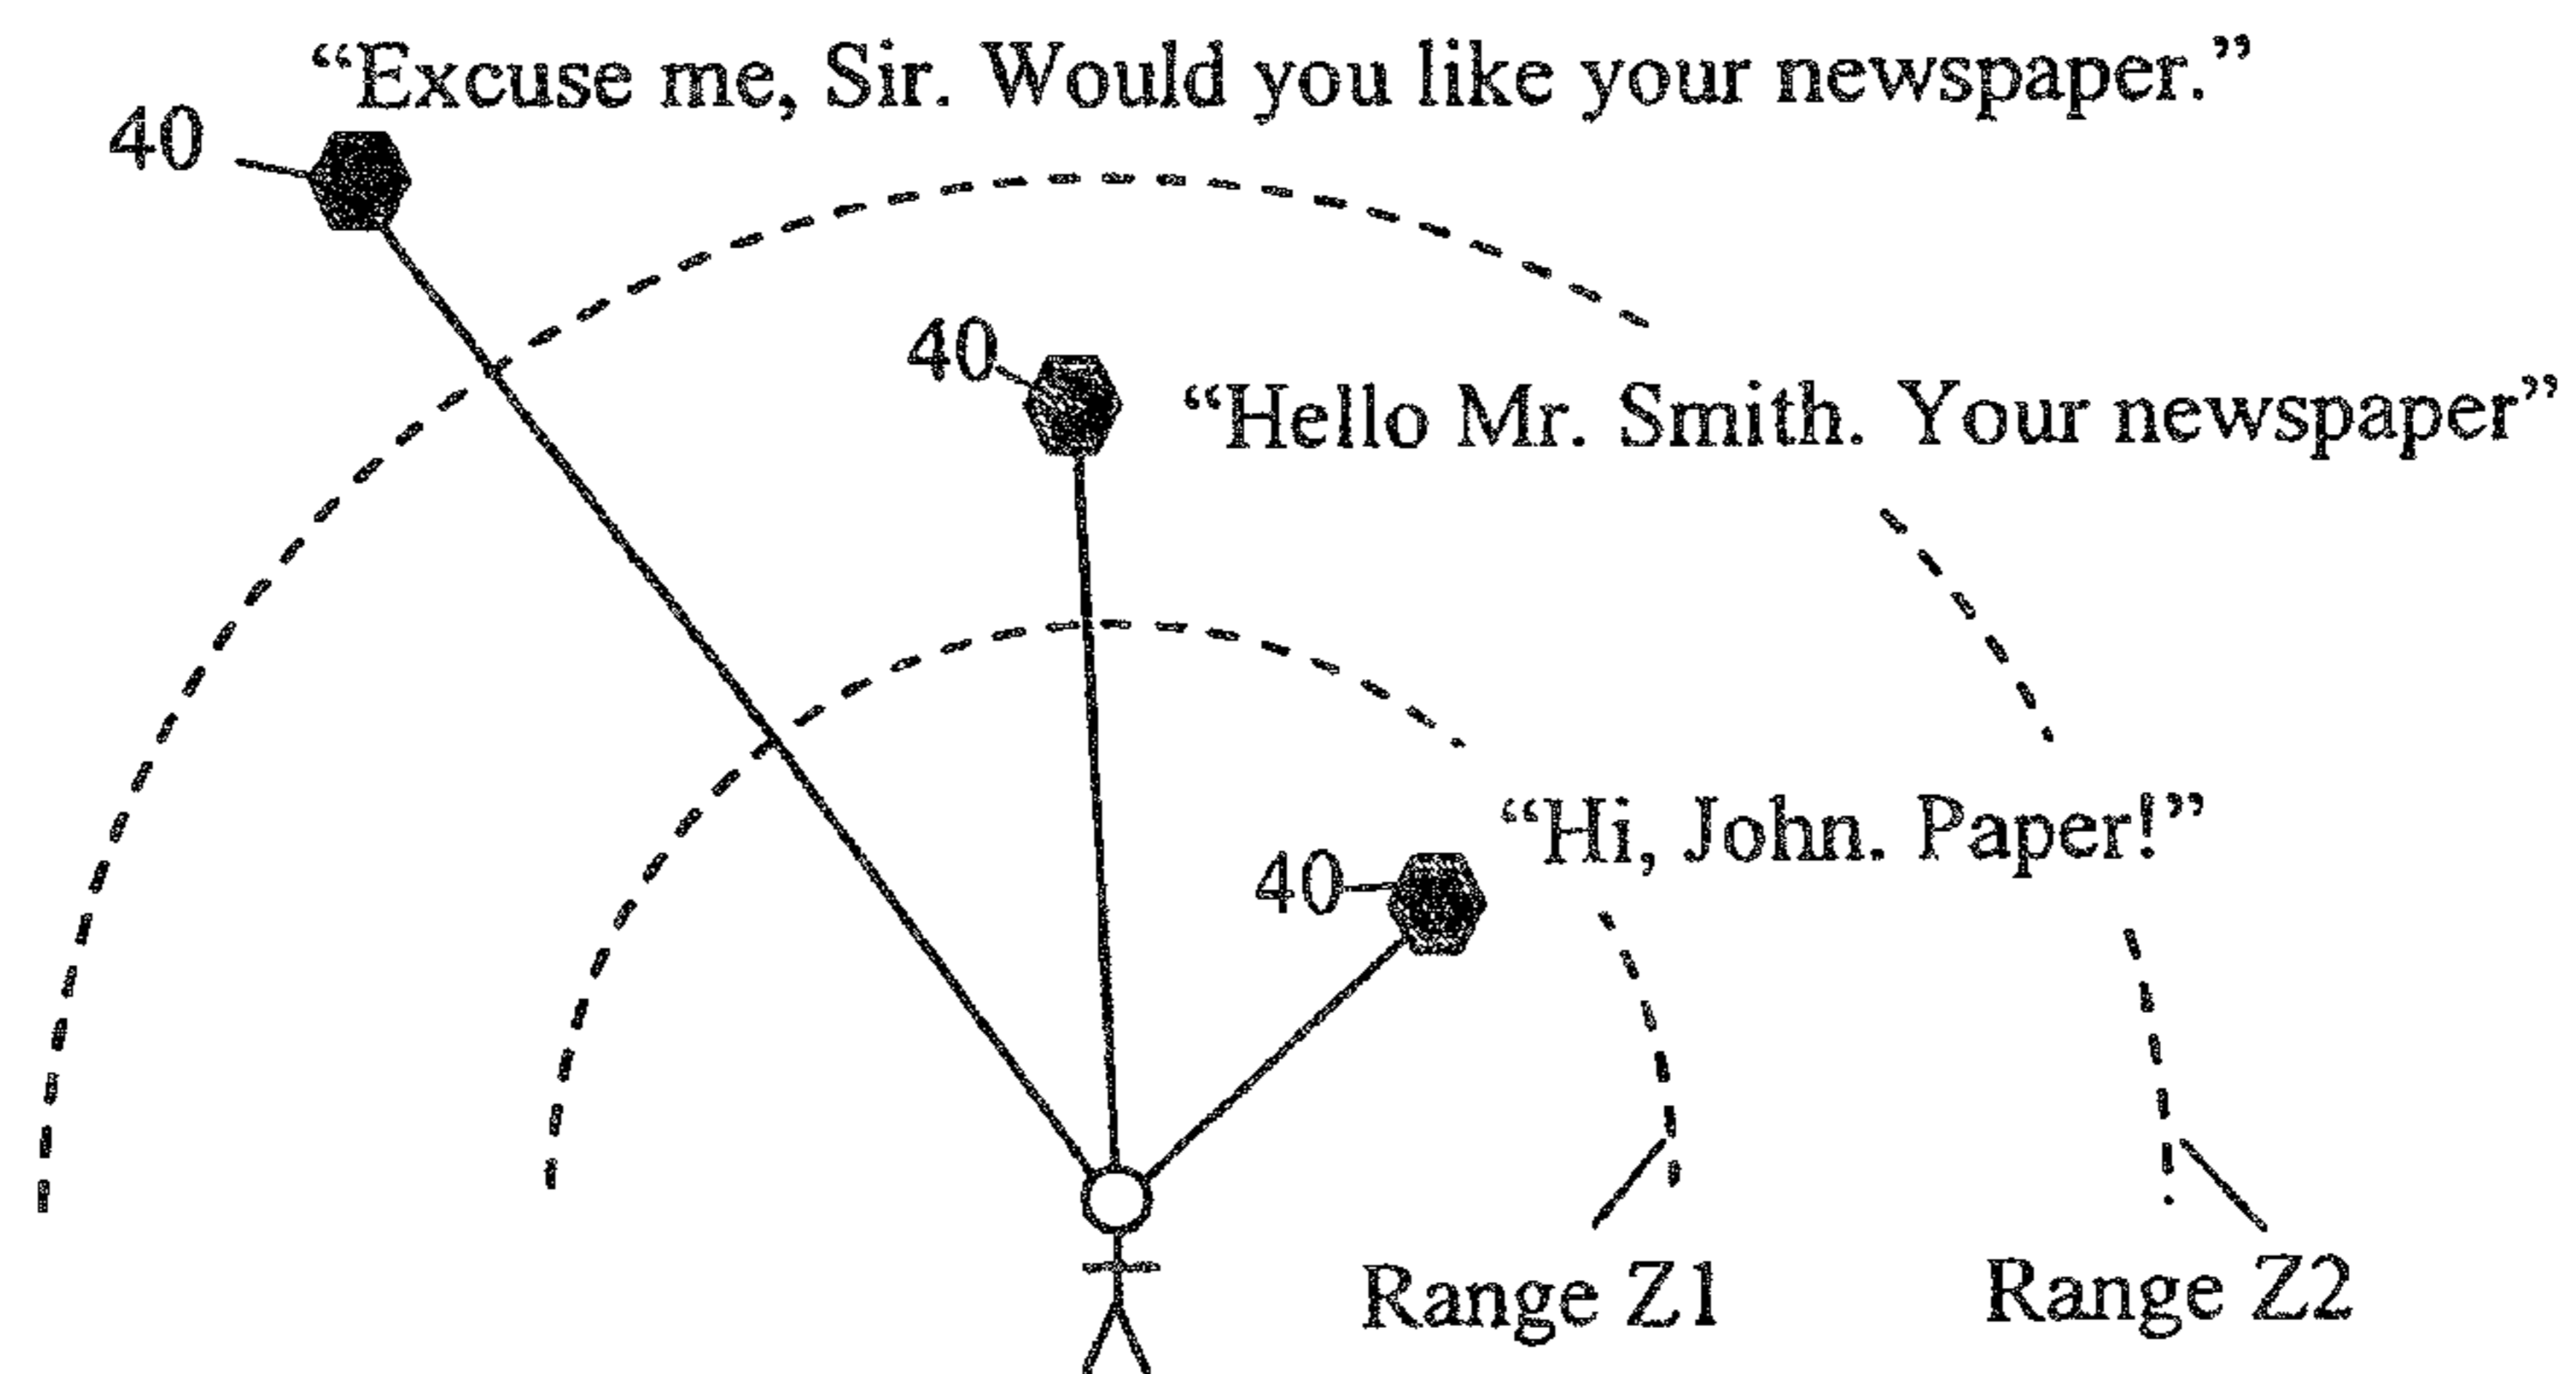 “Excuse me, Sir. Would you like your newspaper.”
40
40
“Hello Mr. Smith. Your newspaper”
“Hi, John. Paper!”
40
Range Z1
Range Z2